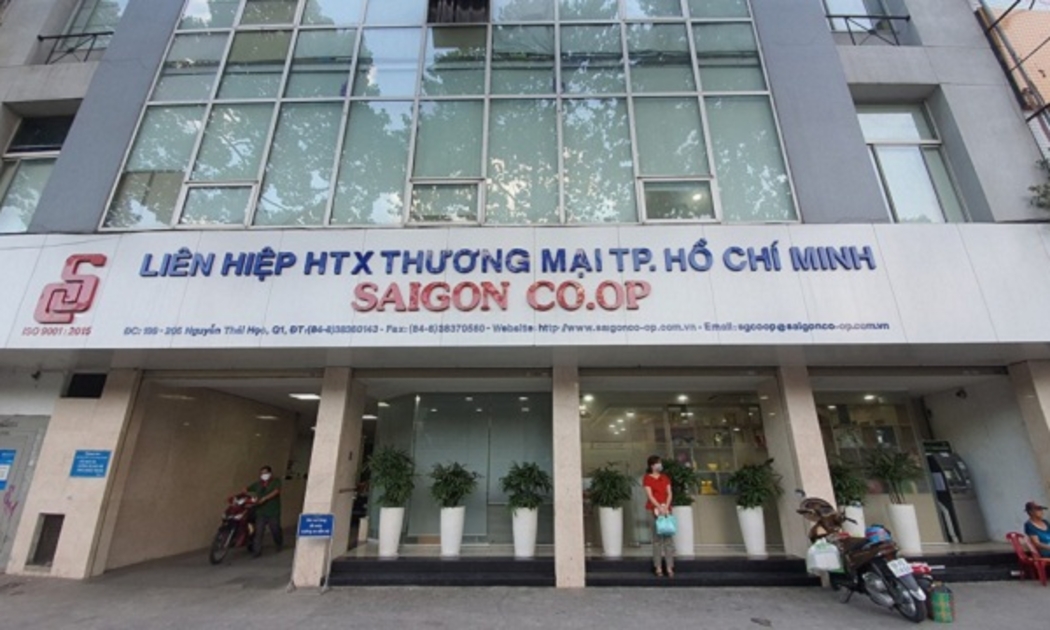 LIÊN HIỆP HTX THƯƠNG MẠI TP. HỒ CHÍ MINH
SAIGON CO.OP
ISO 9001:2015
ĐC: 199 - 205 Nguyễn Thái Học, Q1, ĐT:(84-8)38360143 - Fax: (84-8)38370560 - Website: http://www.saigonco-op.com.vn - Email: sgcoop@saigonco-op.com.vn